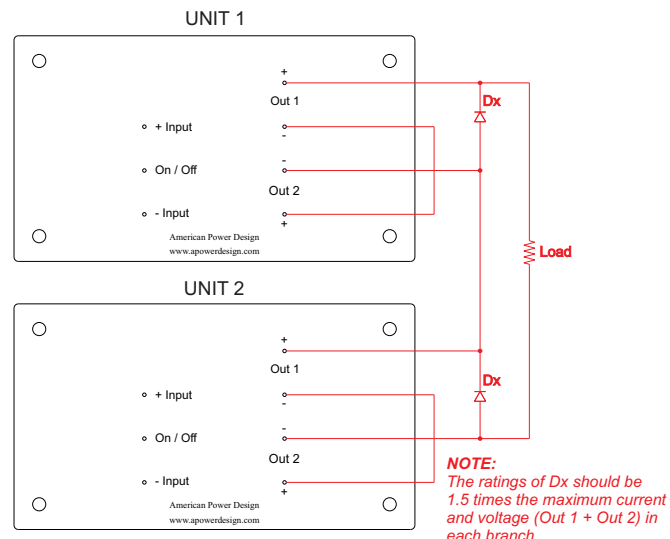 UNIT 1
+
Out 1
Dx
+ Input
-
On / Off
-
Out 2
- Input
+
American Power Design
www.apowerdesign.com
Load
UNIT 2
+
Out 1
Dx
+ Input
-
On / Off
-
Out 2
- Input
+
American Power Design
www.apowerdesign.com
NOTE:
The ratings of Dx should be
1.5 times the maximum current
and voltage (Out 1 + Out 2) in
each branch